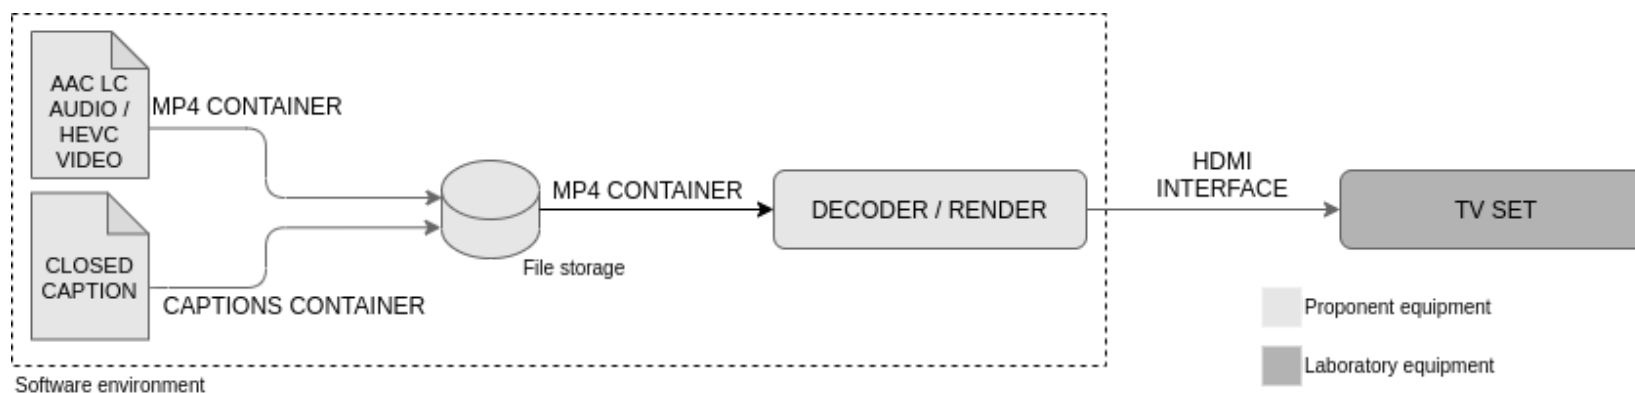 AAC LC
AUDIO /
HEVC
VIDEO
MP4 CONTAINER
CLOSED
CAPTION
CAPTIONS CONTAINER
File storage
MP4 CONTAINER
DECODER / RENDER
HDMI
INTERFACE
TV SET
Proponent equipment
Laboratory equipment
Software environment